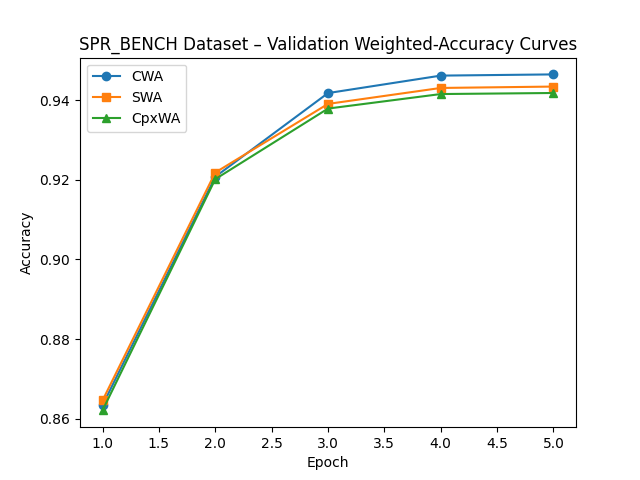 SPR_BENCH Dataset – Validation Weighted-Accuracy Curves
CWA
SWA
CpxWA
Accuracy
0.94
0.92
0.90
0.88
0.86
1.0 1.5 2.0 2.5 3.0 3.5 4.0 4.5 5.0
Epoch